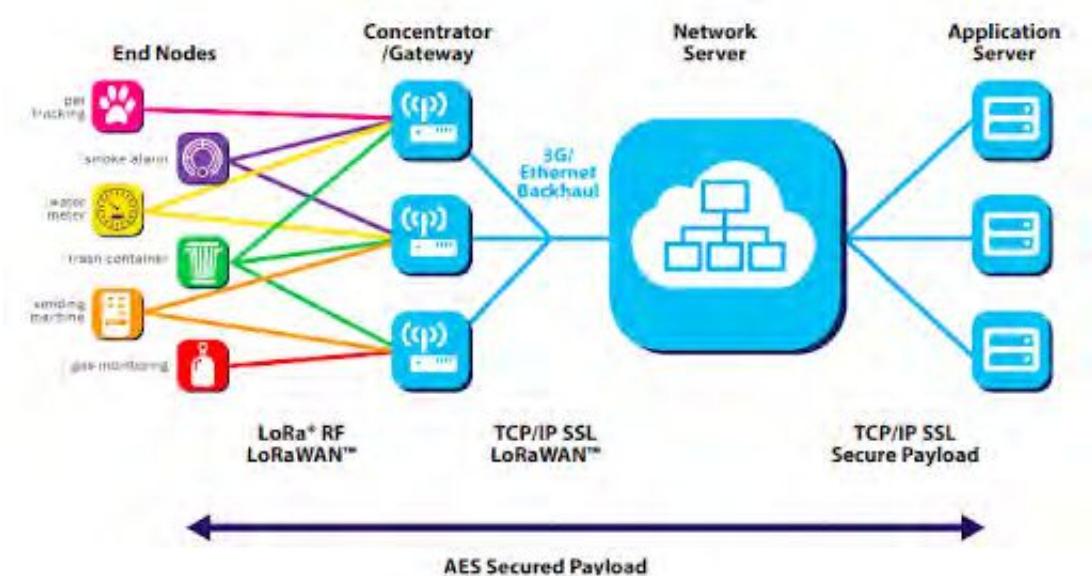 End Nodes
Concentrator
/Gateway
Network
Server
Application
Server
pet
tracking
smoke alarm
water
meter
trash container
vending
machine
gas monitoring
3G/
Ethernet
Backhaul
LoRa® RF
LoRaWAN™
TCP/IP SSL
LoRaWAN™
TCP/IP SSL
Secure Payload
AES Secured Payload